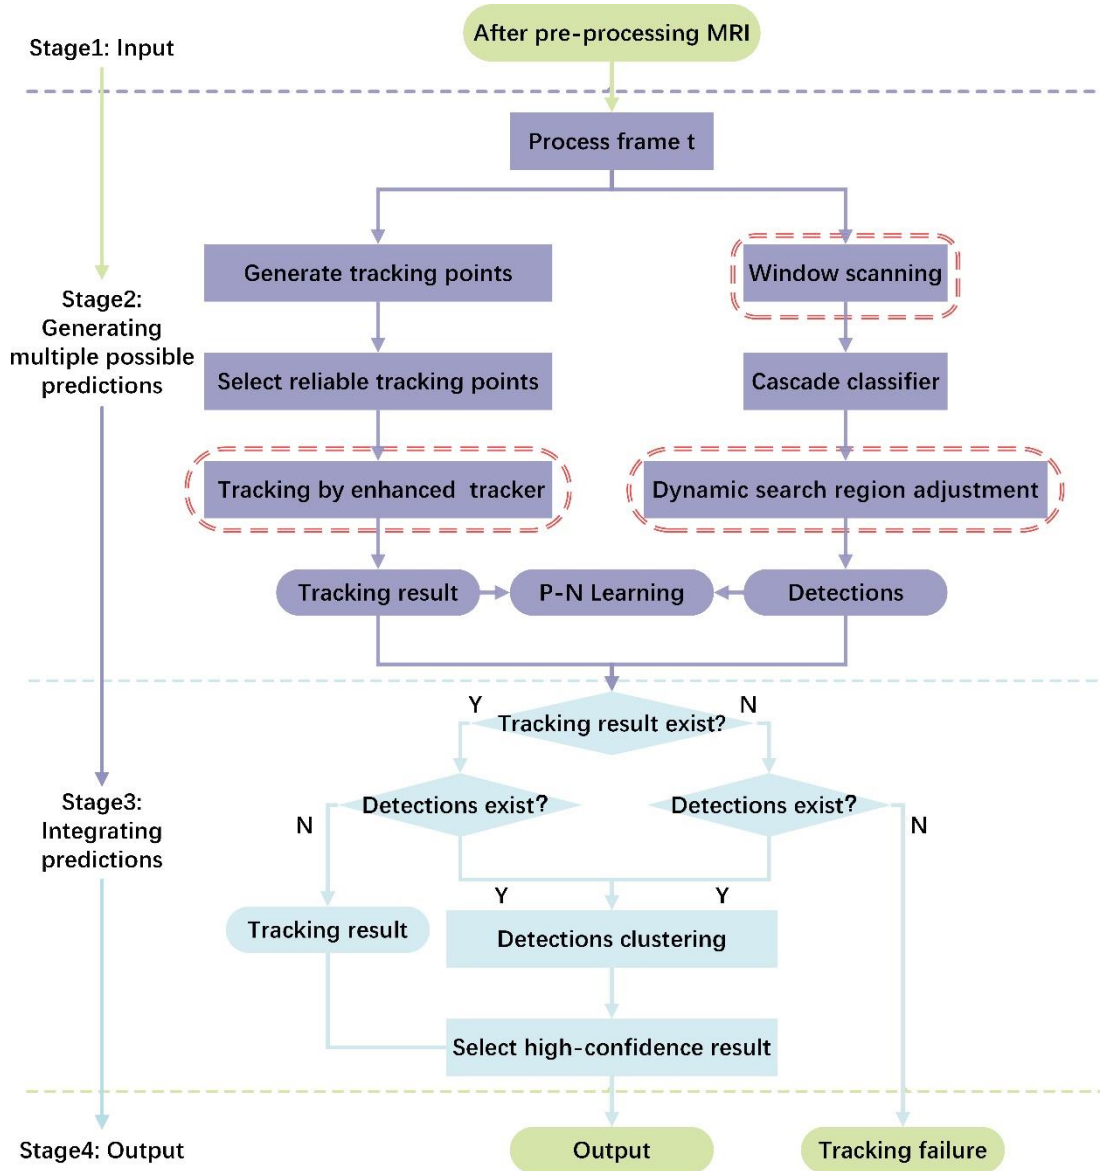 Stage1: Input
After pre-processing MRI
Process frame t
Generate tracking points
Window scanning
Stage2:
Generating
multiple possible
predictions
Select reliable tracking points
Cascade classifier
Tracking by enhanced tracker
Dynamic search region adjustment
Tracking result
P-N Learning
Detections
Y
N
Tracking result exist?
Stage3:
Integrating
predictions
Detections exist?
Detections exist?
N
N
Y
Y
Tracking result
Detections clustering
Select high-confidence result
Stage4: Output
Output
Tracking failure